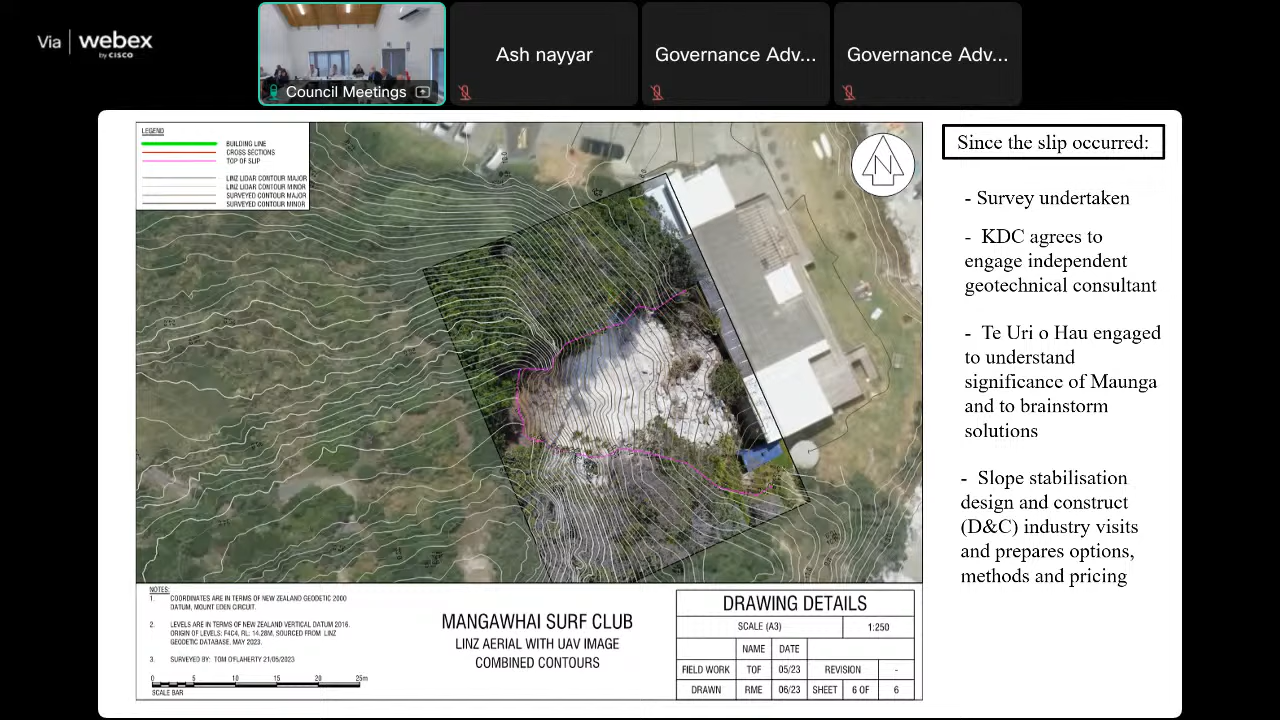 Via | webex
by CISCO
Council Meetings
Ash nayyar
Governance Adv...
Governance Adv...
LEGEND
BUILDING LINE
CROSS SECTIONS
TOP OF SLIP
LINZ LIDAR CONTOUR MAJOR
LINZ LIDAR CONTOUR MINOR
SURVEYED CONTOUR MAJOR
SURVEYED CONTOUR MINOR
N
Since the slip occurred:
- Survey undertaken
- KDC agrees to
engage independent
geotechnical consultant
- Te Uri o Hau engaged
to understand
significance of Maunga
and to brainstorm
solutions
- Slope stabilisation
design and construct
(D&C) industry visits
and prepares options,
methods and pricing
NOTES:
1. COORDINATES ARE IN TERMS OF NEW ZEALAND GEODETIC 2000
DATUM, MOUNT EDEN CIRCUIT.
2. LEVELS ARE IN TERMS OF NEW ZEALAND VERTICAL DATUM 2016.
ORIGIN OF LEVELS: F4C4, RL: 14.28M, SOURCED FROM LINZ
GEODETIC DATABASE, MAY 2023.
3. SURVEYED BY: TOM O'FLAHERTY 21/05/2023
0 5 10 15 20 25m
SCALE BAR
MANGAWHAI SURF CLUB
LINZ AERIAL WITH UAV IMAGE
COMBINED CONTOURS
DRAWING DETAILS
SCALE (A3) 1:250
NAME DATE
FIELD WORK TOF 05/23 REVISION -
DRAWN RME 06/23 SHEET 6 OF 6